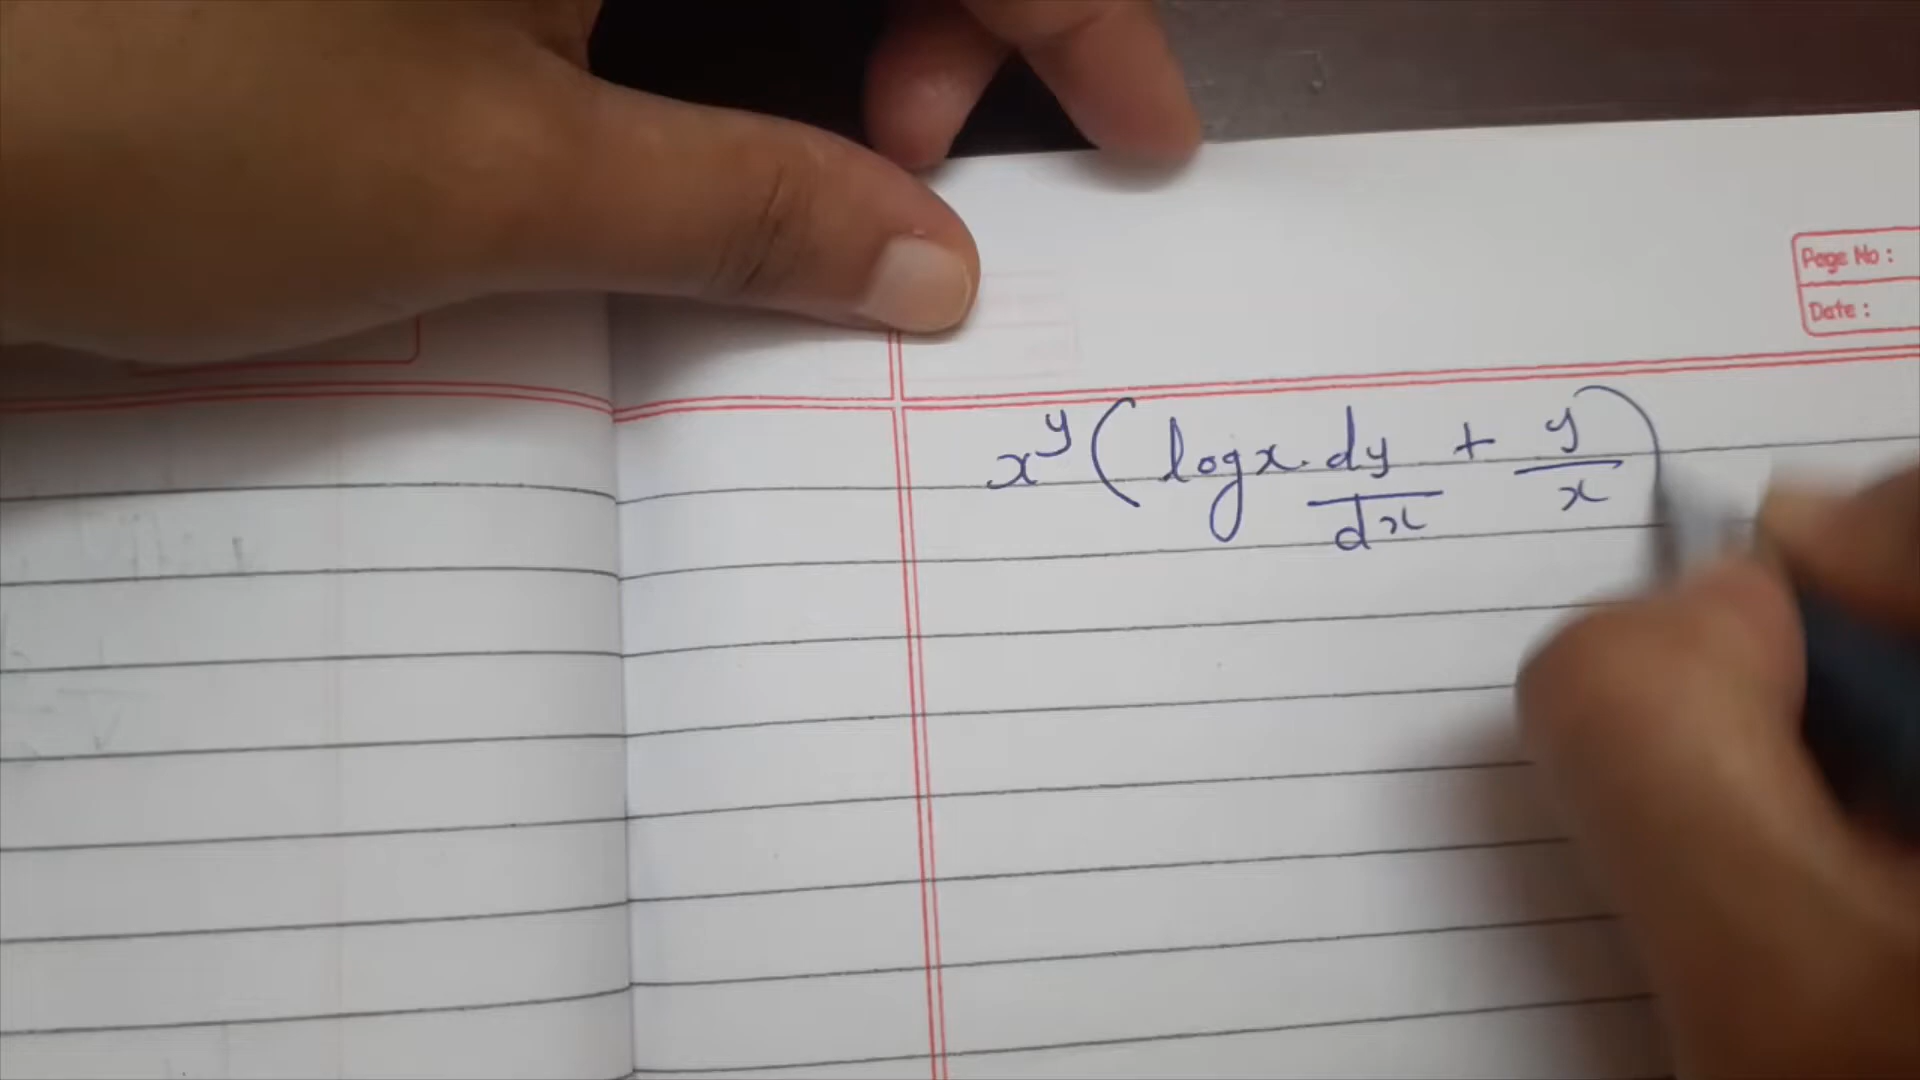 Page No :
Date :
x^y (log x · dy/dx + y/x)